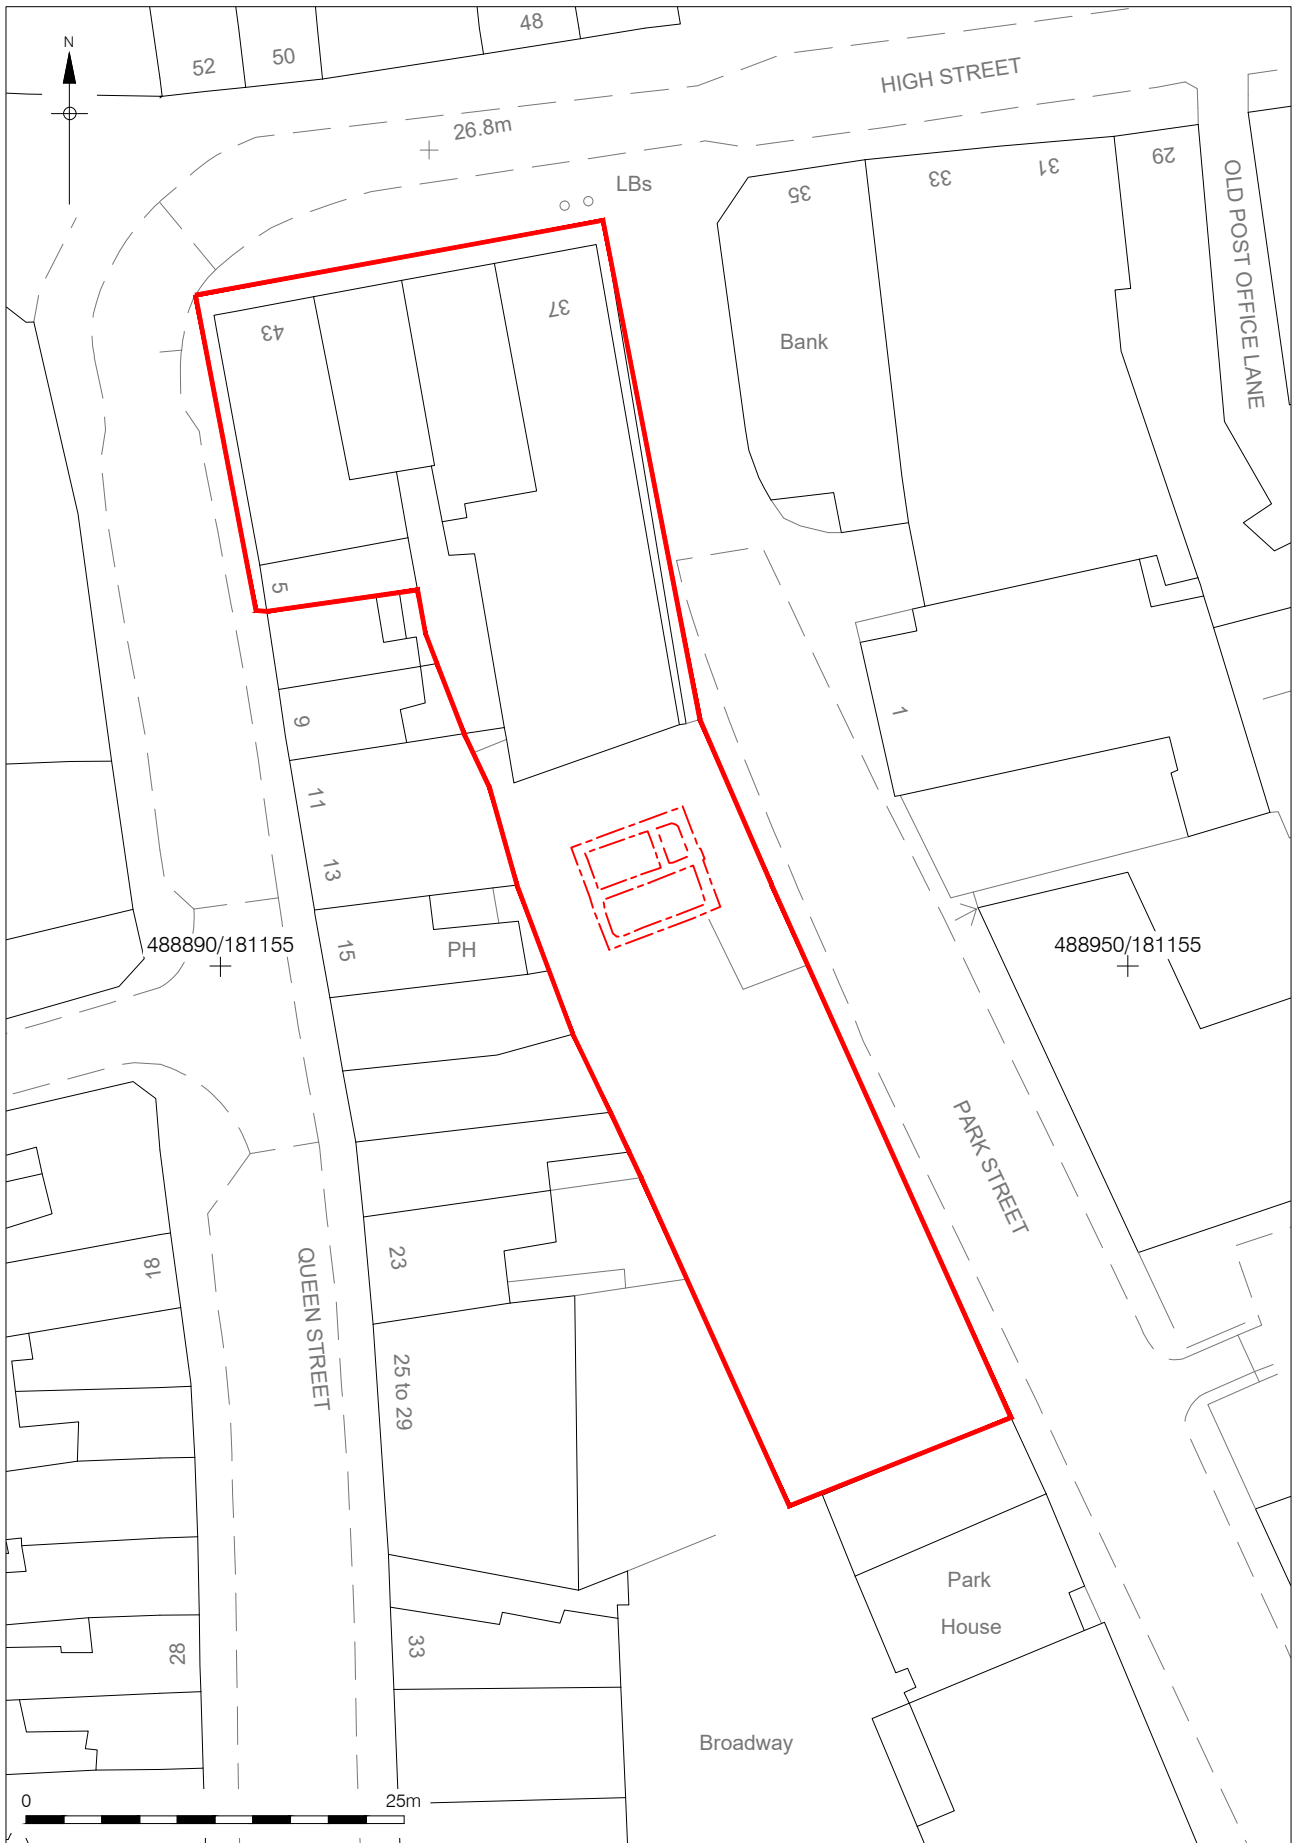 48
50
52
N
HIGH STREET
26.8m
LBs
29
31
33
35
OLD POST OFFICE LANE
37
43
Bank
5
9
1
11
13
15
PH
488890/181155
488950/181155
PARK STREET
18
23
QUEEN STREET
25 to 29
Park
House
28
33
Broadway
0
25m